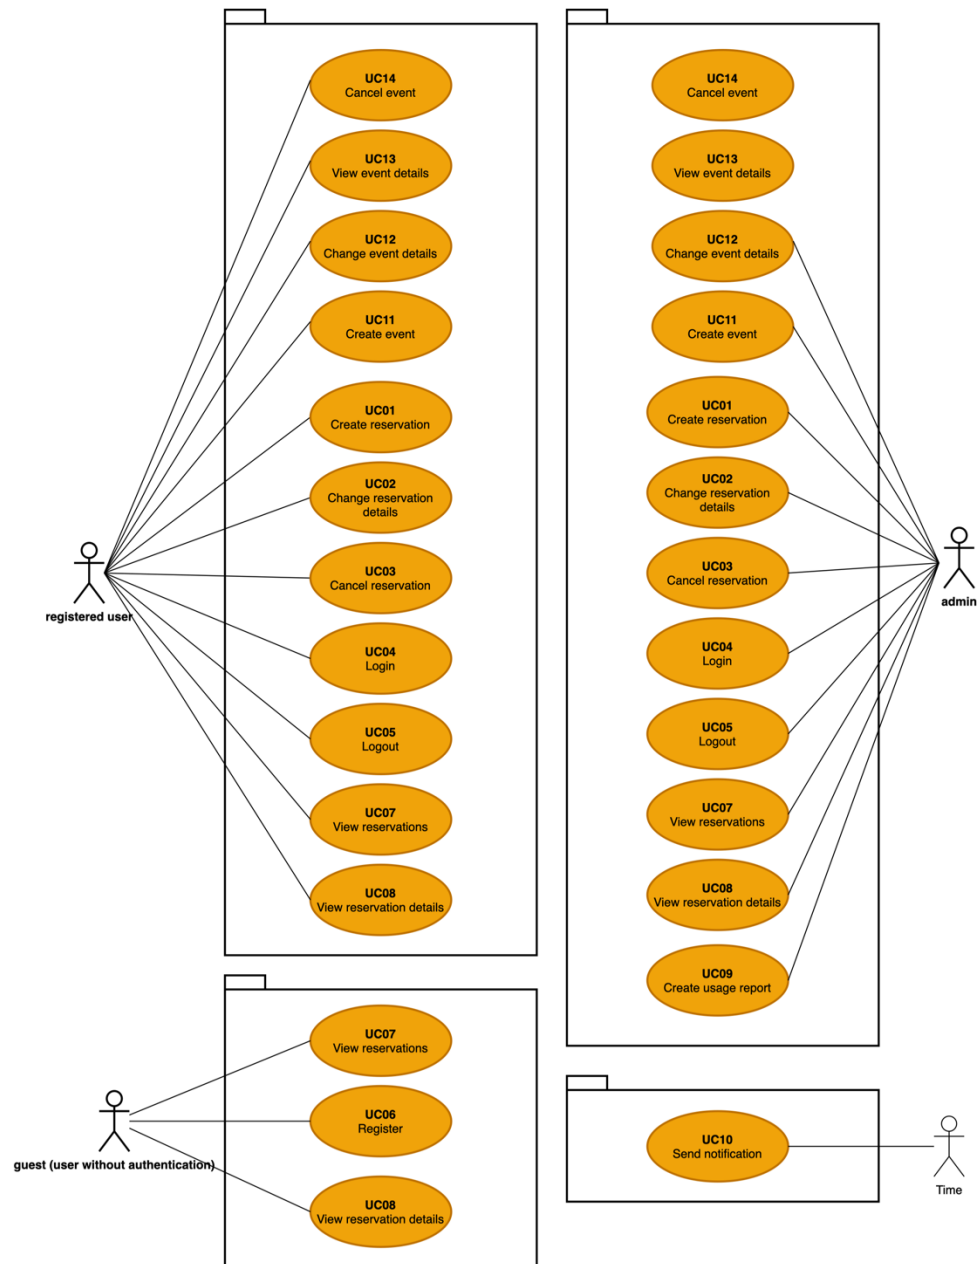 UC14
Cancel event
UC13
View event details
UC12
Change event details
UC11
Create event
UC01
Create reservation
UC02
Change reservation
details
UC03
Cancel reservation
UC04
Login
UC05
Logout
UC07
View reservations
UC08
View reservation details
registered user
UC14
Cancel event
UC13
View event details
UC12
Change event details
UC11
Create event
UC01
Create reservation
UC02
Change reservation
details
UC03
Cancel reservation
UC04
Login
UC05
Logout
UC07
View reservations
UC08
View reservation details
UC09
Create usage report
admin
UC07
View reservations
UC06
Register
UC08
View reservation details
guest (user without authentication)
UC10
Send notification
Time